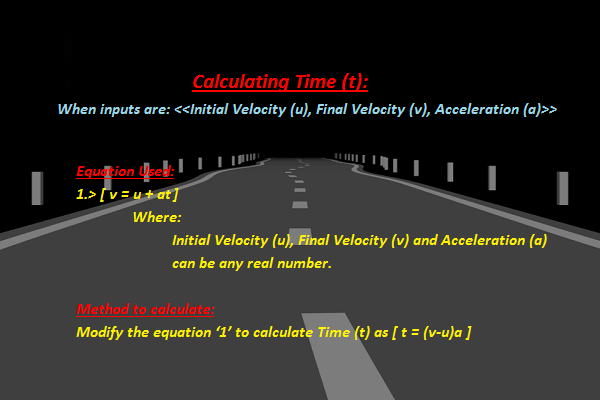 Calculating Time (t):
When inputs are: <<Initial Velocity (u), Final Velocity (v), Acceleration (a)>>
Equation Used:
1.> [ v = u + at ]
Where:
Initial Velocity (u), Final Velocity (v) and Acceleration (a)
can be any real number.
Method to calculate:
Modify the equation ‘1’ to calculate Time (t) as [ t = (v-u)a ]